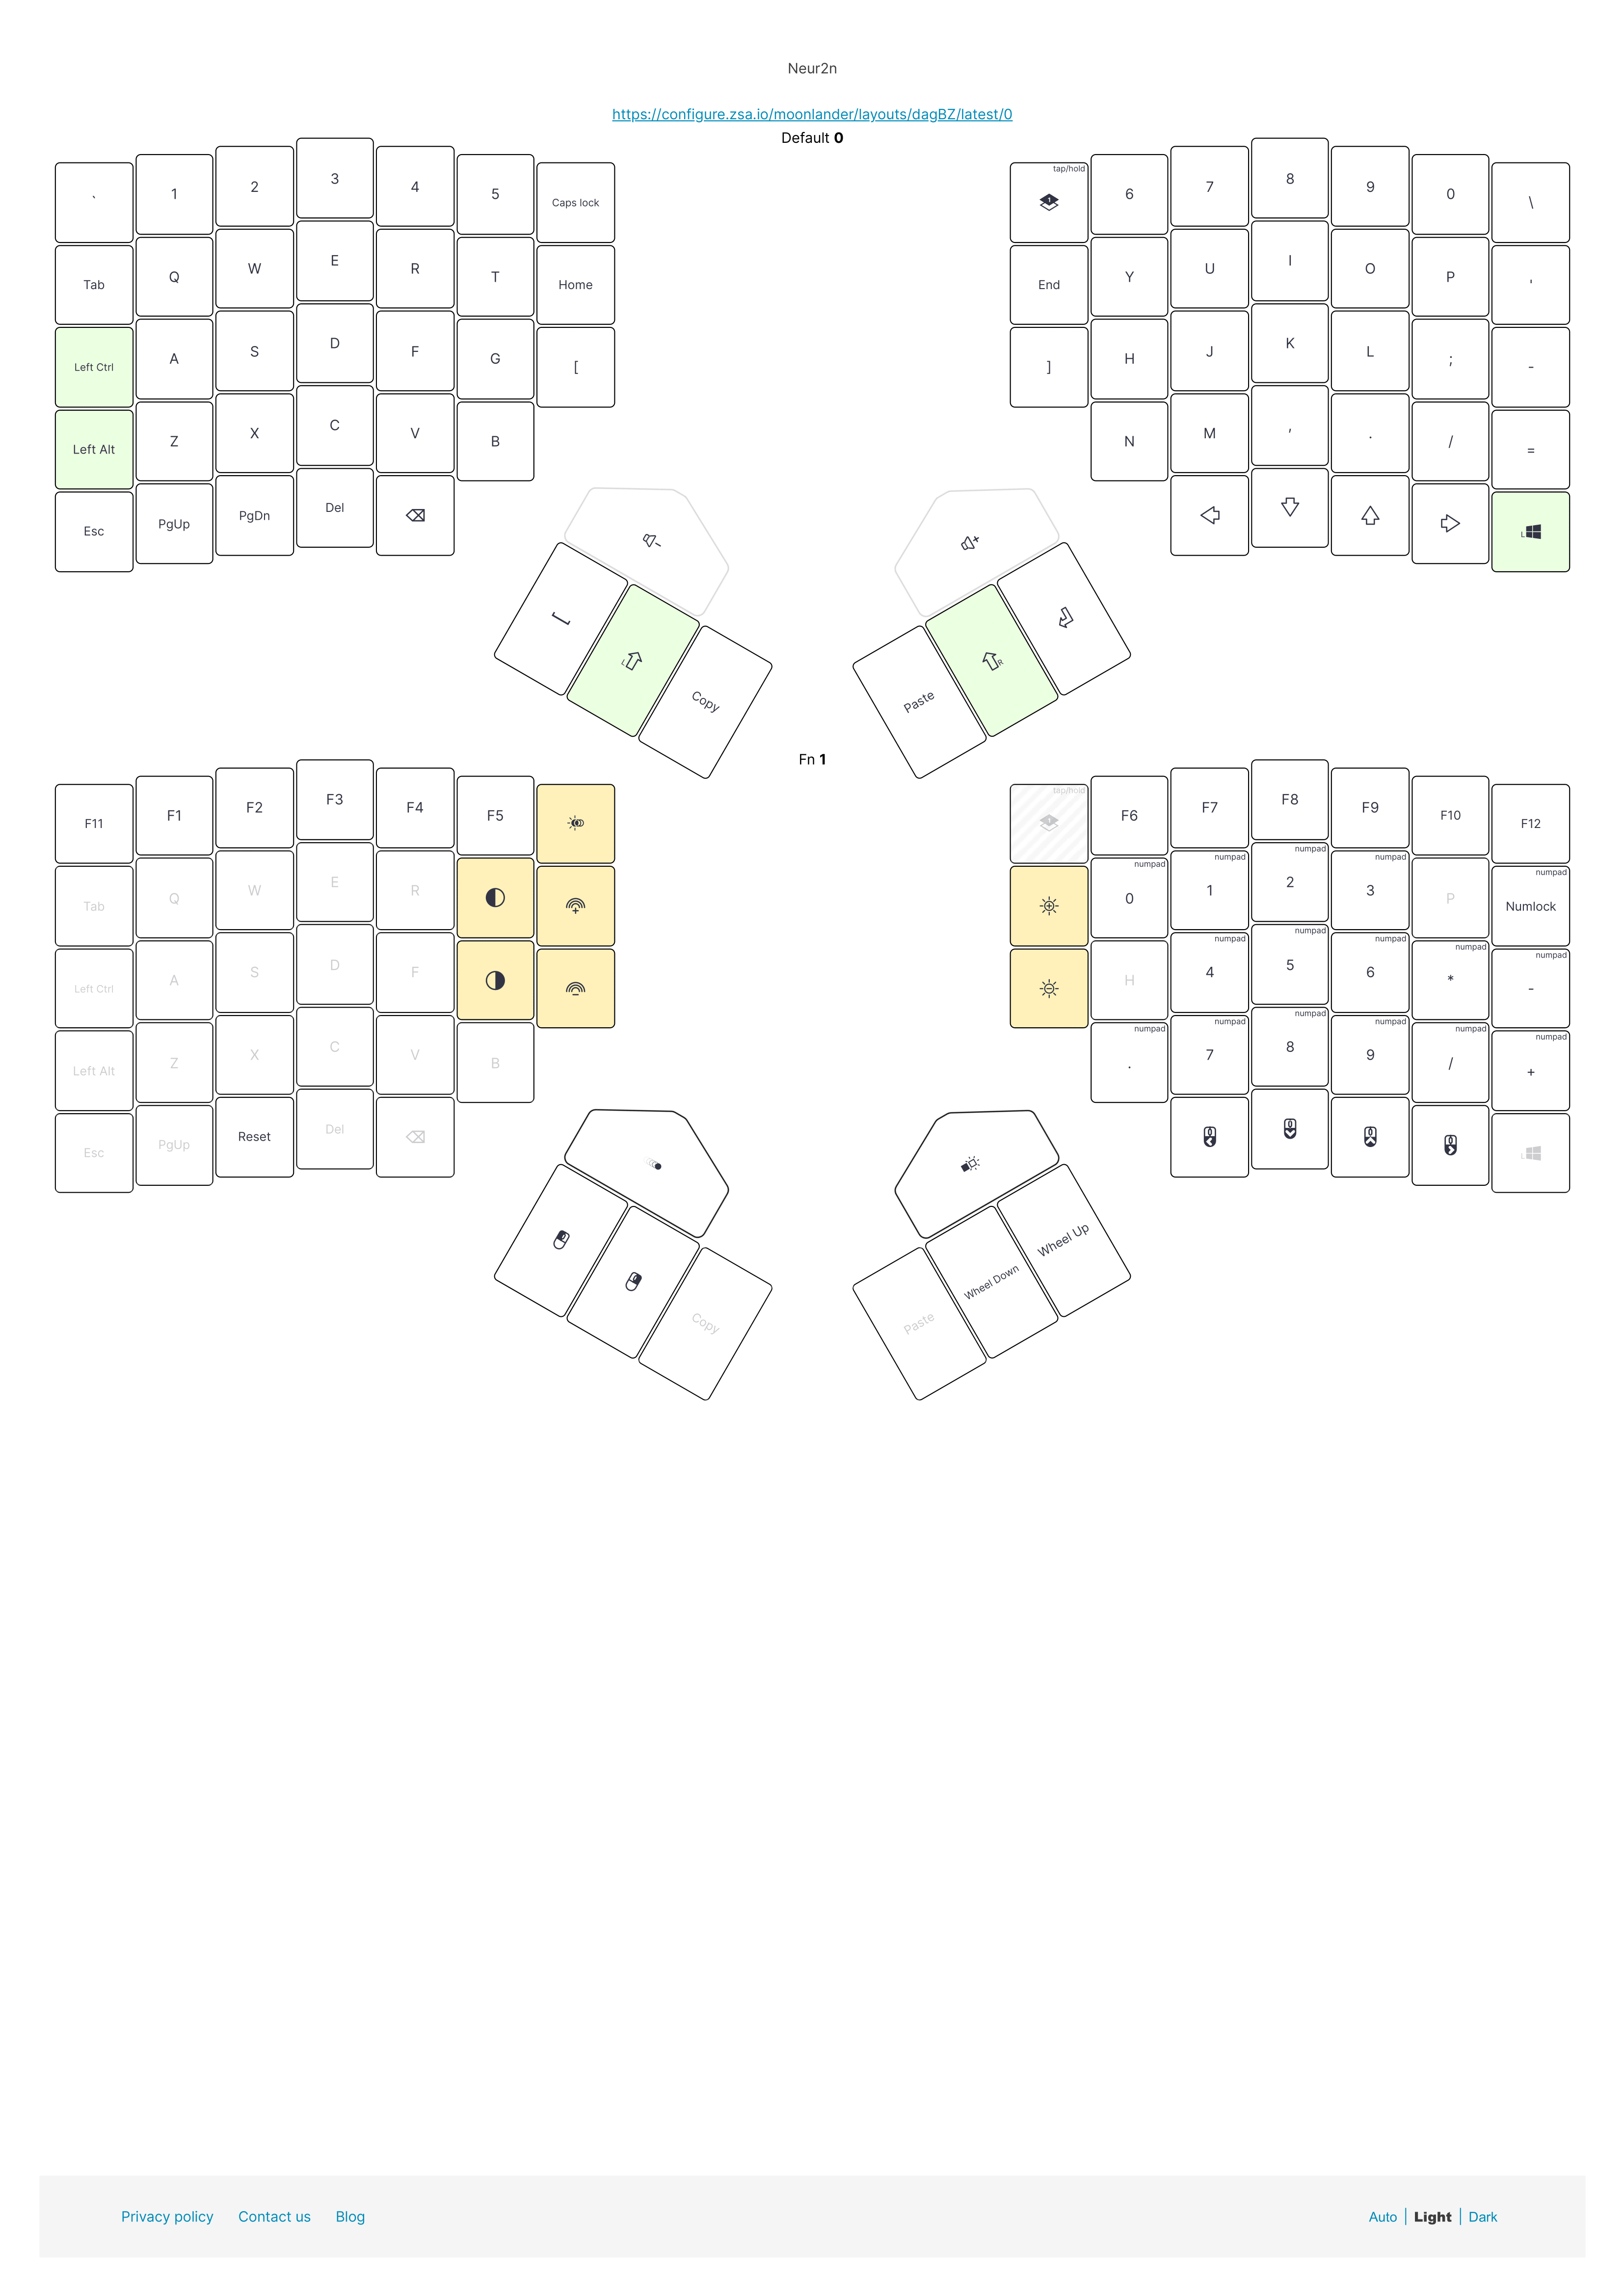 Neur2n
https://configure.zsa.io/moonlander/layouts/dagBZ/latest/0
Default 0
` 1 2 3 4 5 Caps lock
tap/hold
1 6 7 8 9 0 \
Tab Q W E R T Home
End Y U I O P '
Left Ctrl A S D F G [
] H J K L ; -
Left Alt Z X C V B
N M , . / =
Esc PgUp PgDn Del
L
L Copy
Paste R
Fn 1
F11 F1 F2 F3 F4 F5
tap/hold
1 F6 F7 F8 F9 F10 F12
Tab Q W E R
numpad numpad numpad numpad numpad
0 1 2 3 P Numlock
Left Ctrl A S D F
numpad numpad numpad numpad numpad
H 4 5 6 * -
Left Alt Z X C V B
numpad numpad numpad numpad numpad numpad
. 7 8 9 / +
Esc PgUp Reset Del
L
Copy
Paste Wheel Down Wheel Up
Privacy policy Contact us Blog
Auto | Light | Dark